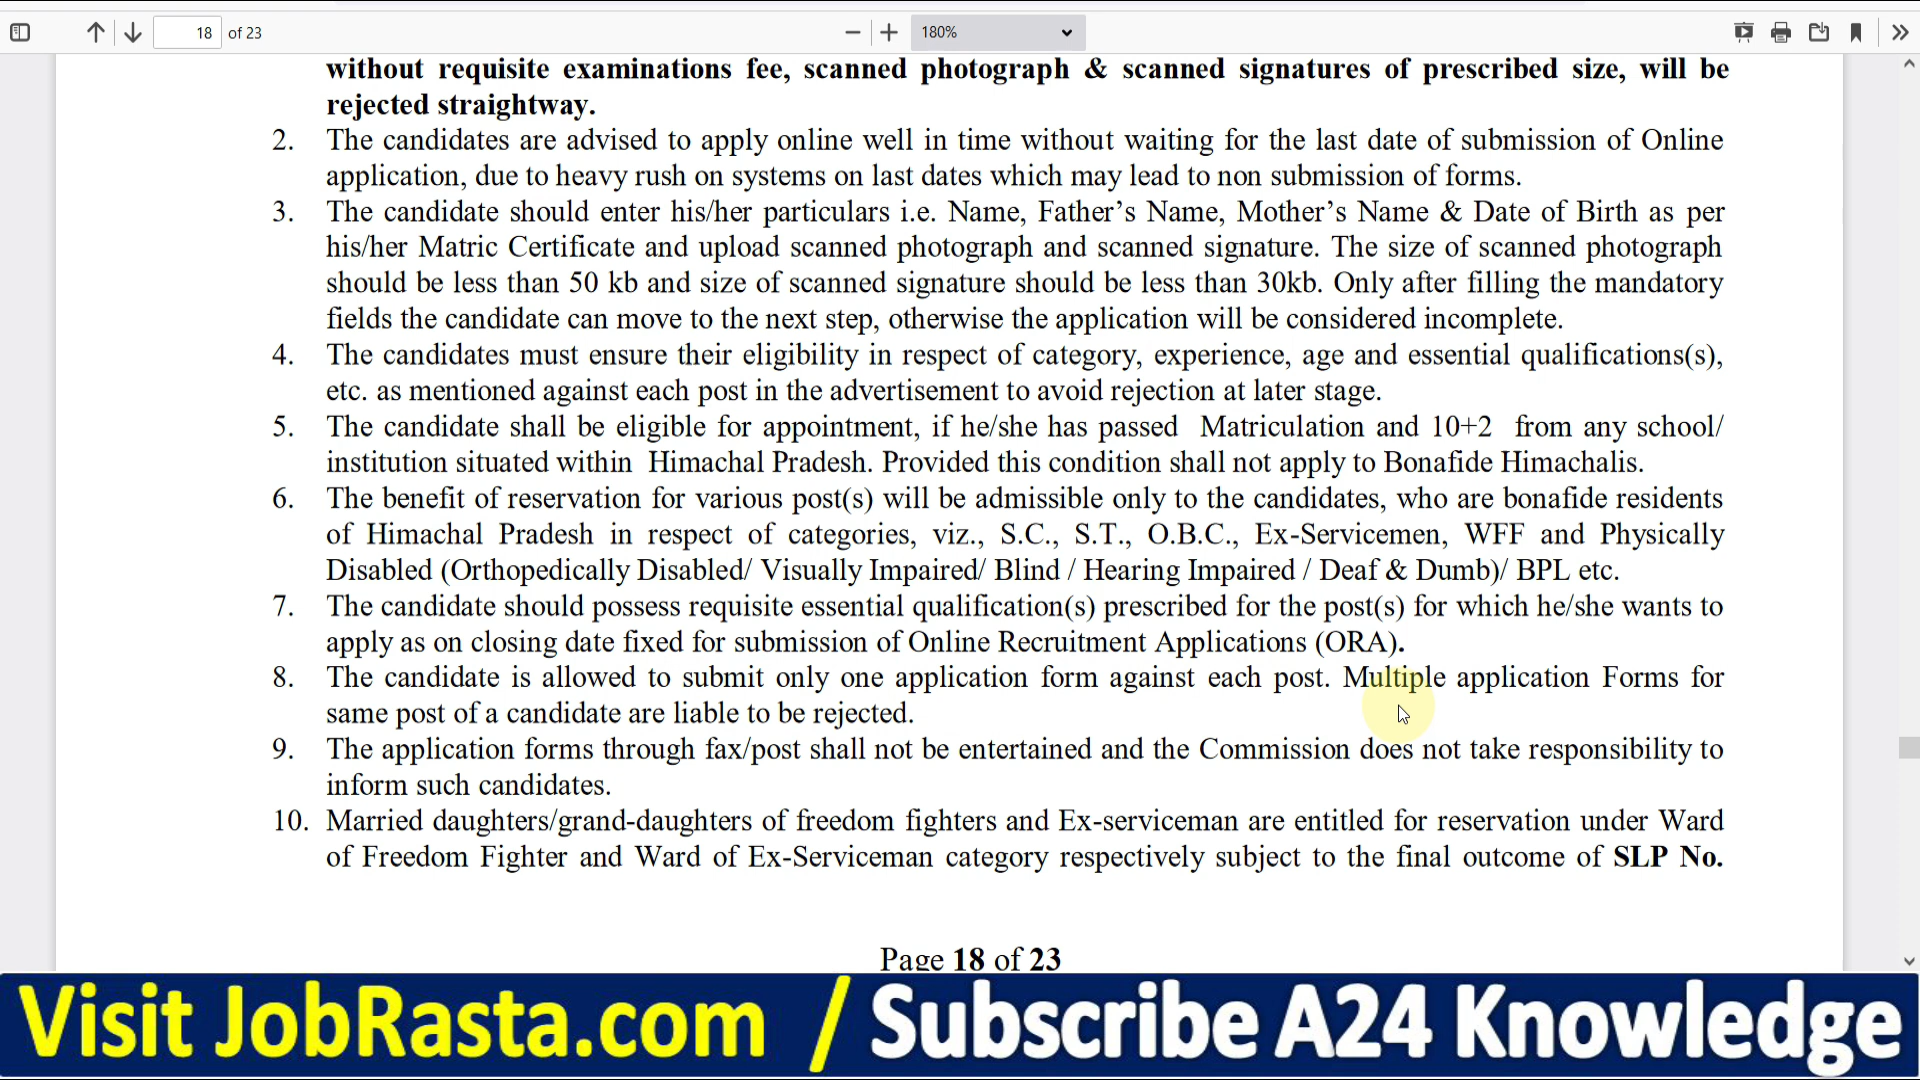 18 of 23
180%
without requisite examinations fee, scanned photograph & scanned signatures of prescribed size, will be
rejected straightway.
2. The candidates are advised to apply online well in time without waiting for the last date of submission of Online
application, due to heavy rush on systems on last dates which may lead to non submission of forms.
3. The candidate should enter his/her particulars i.e. Name, Father’s Name, Mother’s Name & Date of Birth as per
his/her Matric Certificate and upload scanned photograph and scanned signature. The size of scanned photograph
should be less than 50 kb and size of scanned signature should be less than 30kb. Only after filling the mandatory
fields the candidate can move to the next step, otherwise the application will be considered incomplete.
4. The candidates must ensure their eligibility in respect of category, experience, age and essential qualifications(s),
etc. as mentioned against each post in the advertisement to avoid rejection at later stage.
5. The candidate shall be eligible for appointment, if he/she has passed Matriculation and 10+2 from any school/
institution situated within Himachal Pradesh. Provided this condition shall not apply to Bonafide Himachalis.
6. The benefit of reservation for various post(s) will be admissible only to the candidates, who are bonafide residents
of Himachal Pradesh in respect of categories, viz., S.C., S.T., O.B.C., Ex-Servicemen, WFF and Physically
Disabled (Orthopedically Disabled/ Visually Impaired/ Blind / Hearing Impaired / Deaf & Dumb)/ BPL etc.
7. The candidate should possess requisite essential qualification(s) prescribed for the post(s) for which he/she wants to
apply as on closing date fixed for submission of Online Recruitment Applications (ORA).
8. The candidate is allowed to submit only one application form against each post. Multiple application Forms for
same post of a candidate are liable to be rejected.
9. The application forms through fax/post shall not be entertained and the Commission does not take responsibility to
inform such candidates.
10. Married daughters/grand-daughters of freedom fighters and Ex-serviceman are entitled for reservation under Ward
of Freedom Fighter and Ward of Ex-Serviceman category respectively subject to the final outcome of SLP No.
Page 18 of 23
Visit JobRasta.com / Subscribe A24 Knowledge